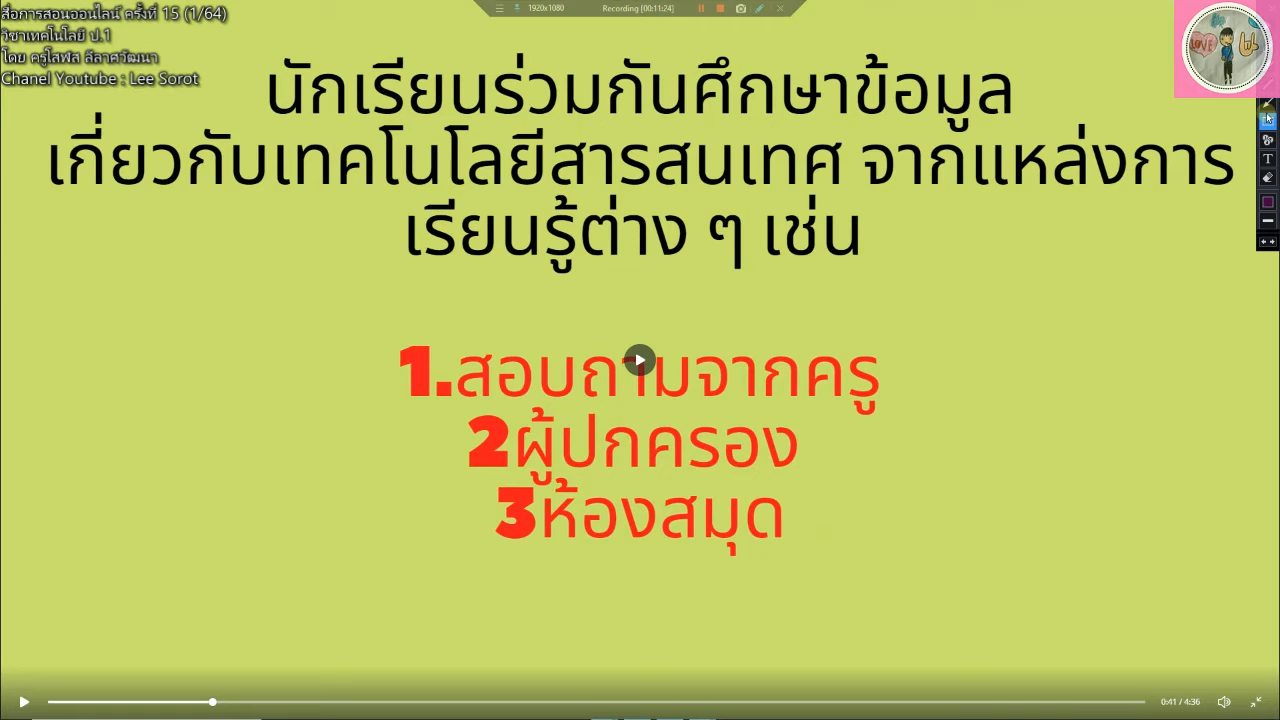 สื่อการสอนออนไลน์ ครั้งที่ 15 (1/64)
วิชาเทคโนโลยี ป.1
โดย ครูโสฬส ลีลาศวัฒนา
Chanel Youtube : Lee Sorot
1920x1080
Recording [00:11:24]
LOVE
นักเรียนร่วมกันศึกษาข้อมูล
เกี่ยวกับเทคโนโลยีสารสนเทศ จากแหล่งการ
เรียนรู้ต่าง ๆ เช่น
1.สอบถามจากครู
2ผู้ปกครอง
3ห้องสมุด
T
0:41 / 4:36